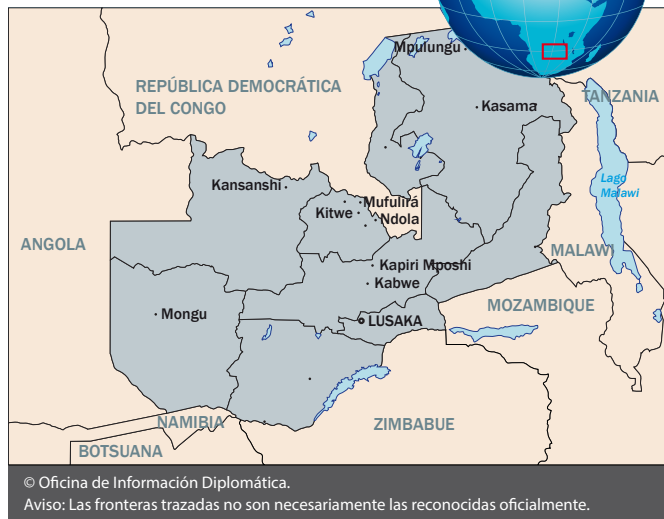 Mpulungu
REPÚBLICA DEMOCRÁTICA
DEL CONGO
TANZANIA
Kasama
Lago
Malawi
Kansanshi
Mufulirá
Kitwe
Ndola
ANGOLA
MALAWI
Kapiri Mposhi
Kabwe
MOZAMBIQUE
Mongu
LUSAKA
NAMIBIA
ZIMBABUE
BOTSUANA
© Oficina de Información Diplomática.
Aviso: Las fronteras trazadas no son necesariamente las reconocidas oficialmente.